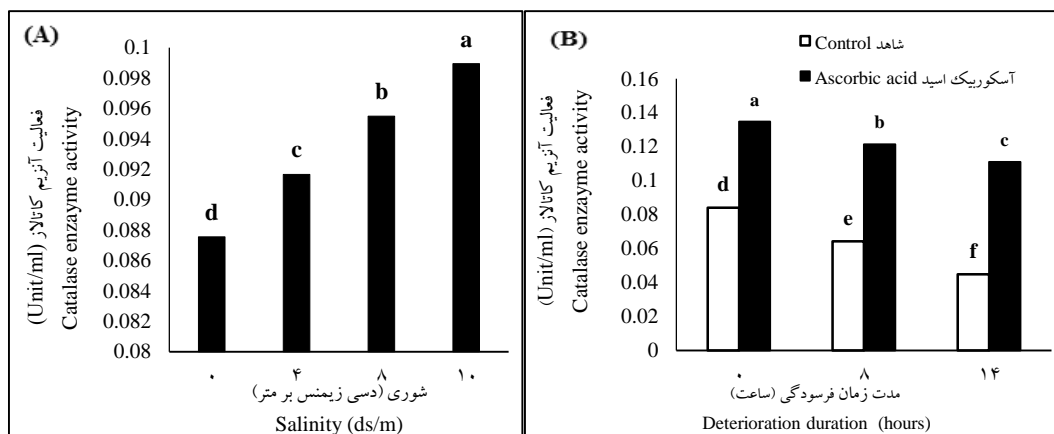 (A)
0.1
0.098
0.096
0.094
0.092
0.09
0.088
0.086
0.084
0.082
0.08
فعالیت آنزیم کاتالاز (Unit/ml)
Catalase enzayme activity
d
c
b
a
۰ ۴ ۸ ۱۰
شوری (دسی زیمنس بر متر)
Salinity (ds/m)
(B)
Control شاهد
Ascorbic acid آسکوربیک اسید
0.16
0.14
0.12
0.1
0.08
0.06
0.04
0.02
0
فعالیت آنزیم کاتالاز (Unit/ml)
Catalase enzyme activity
d
a
e
b
f
c
۰ ۸ ۱۴
مدت زمان فرسودگی (ساعت)
Deterioration duration (hours)